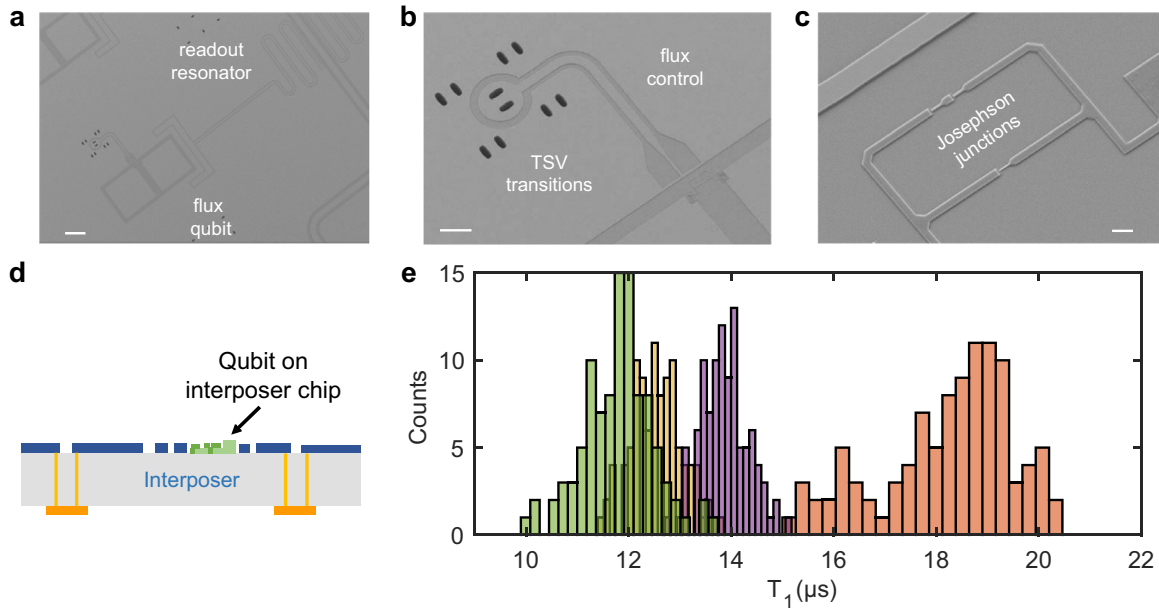 a
readout
resonator
flux
qubit
b
flux
control
TSV
transitions
c
Josephson
junctions
d
Qubit on
interposer chip
Interposer
e
15
10
5
0
Counts
10
12
14
16
18
20
22
T1(µs)